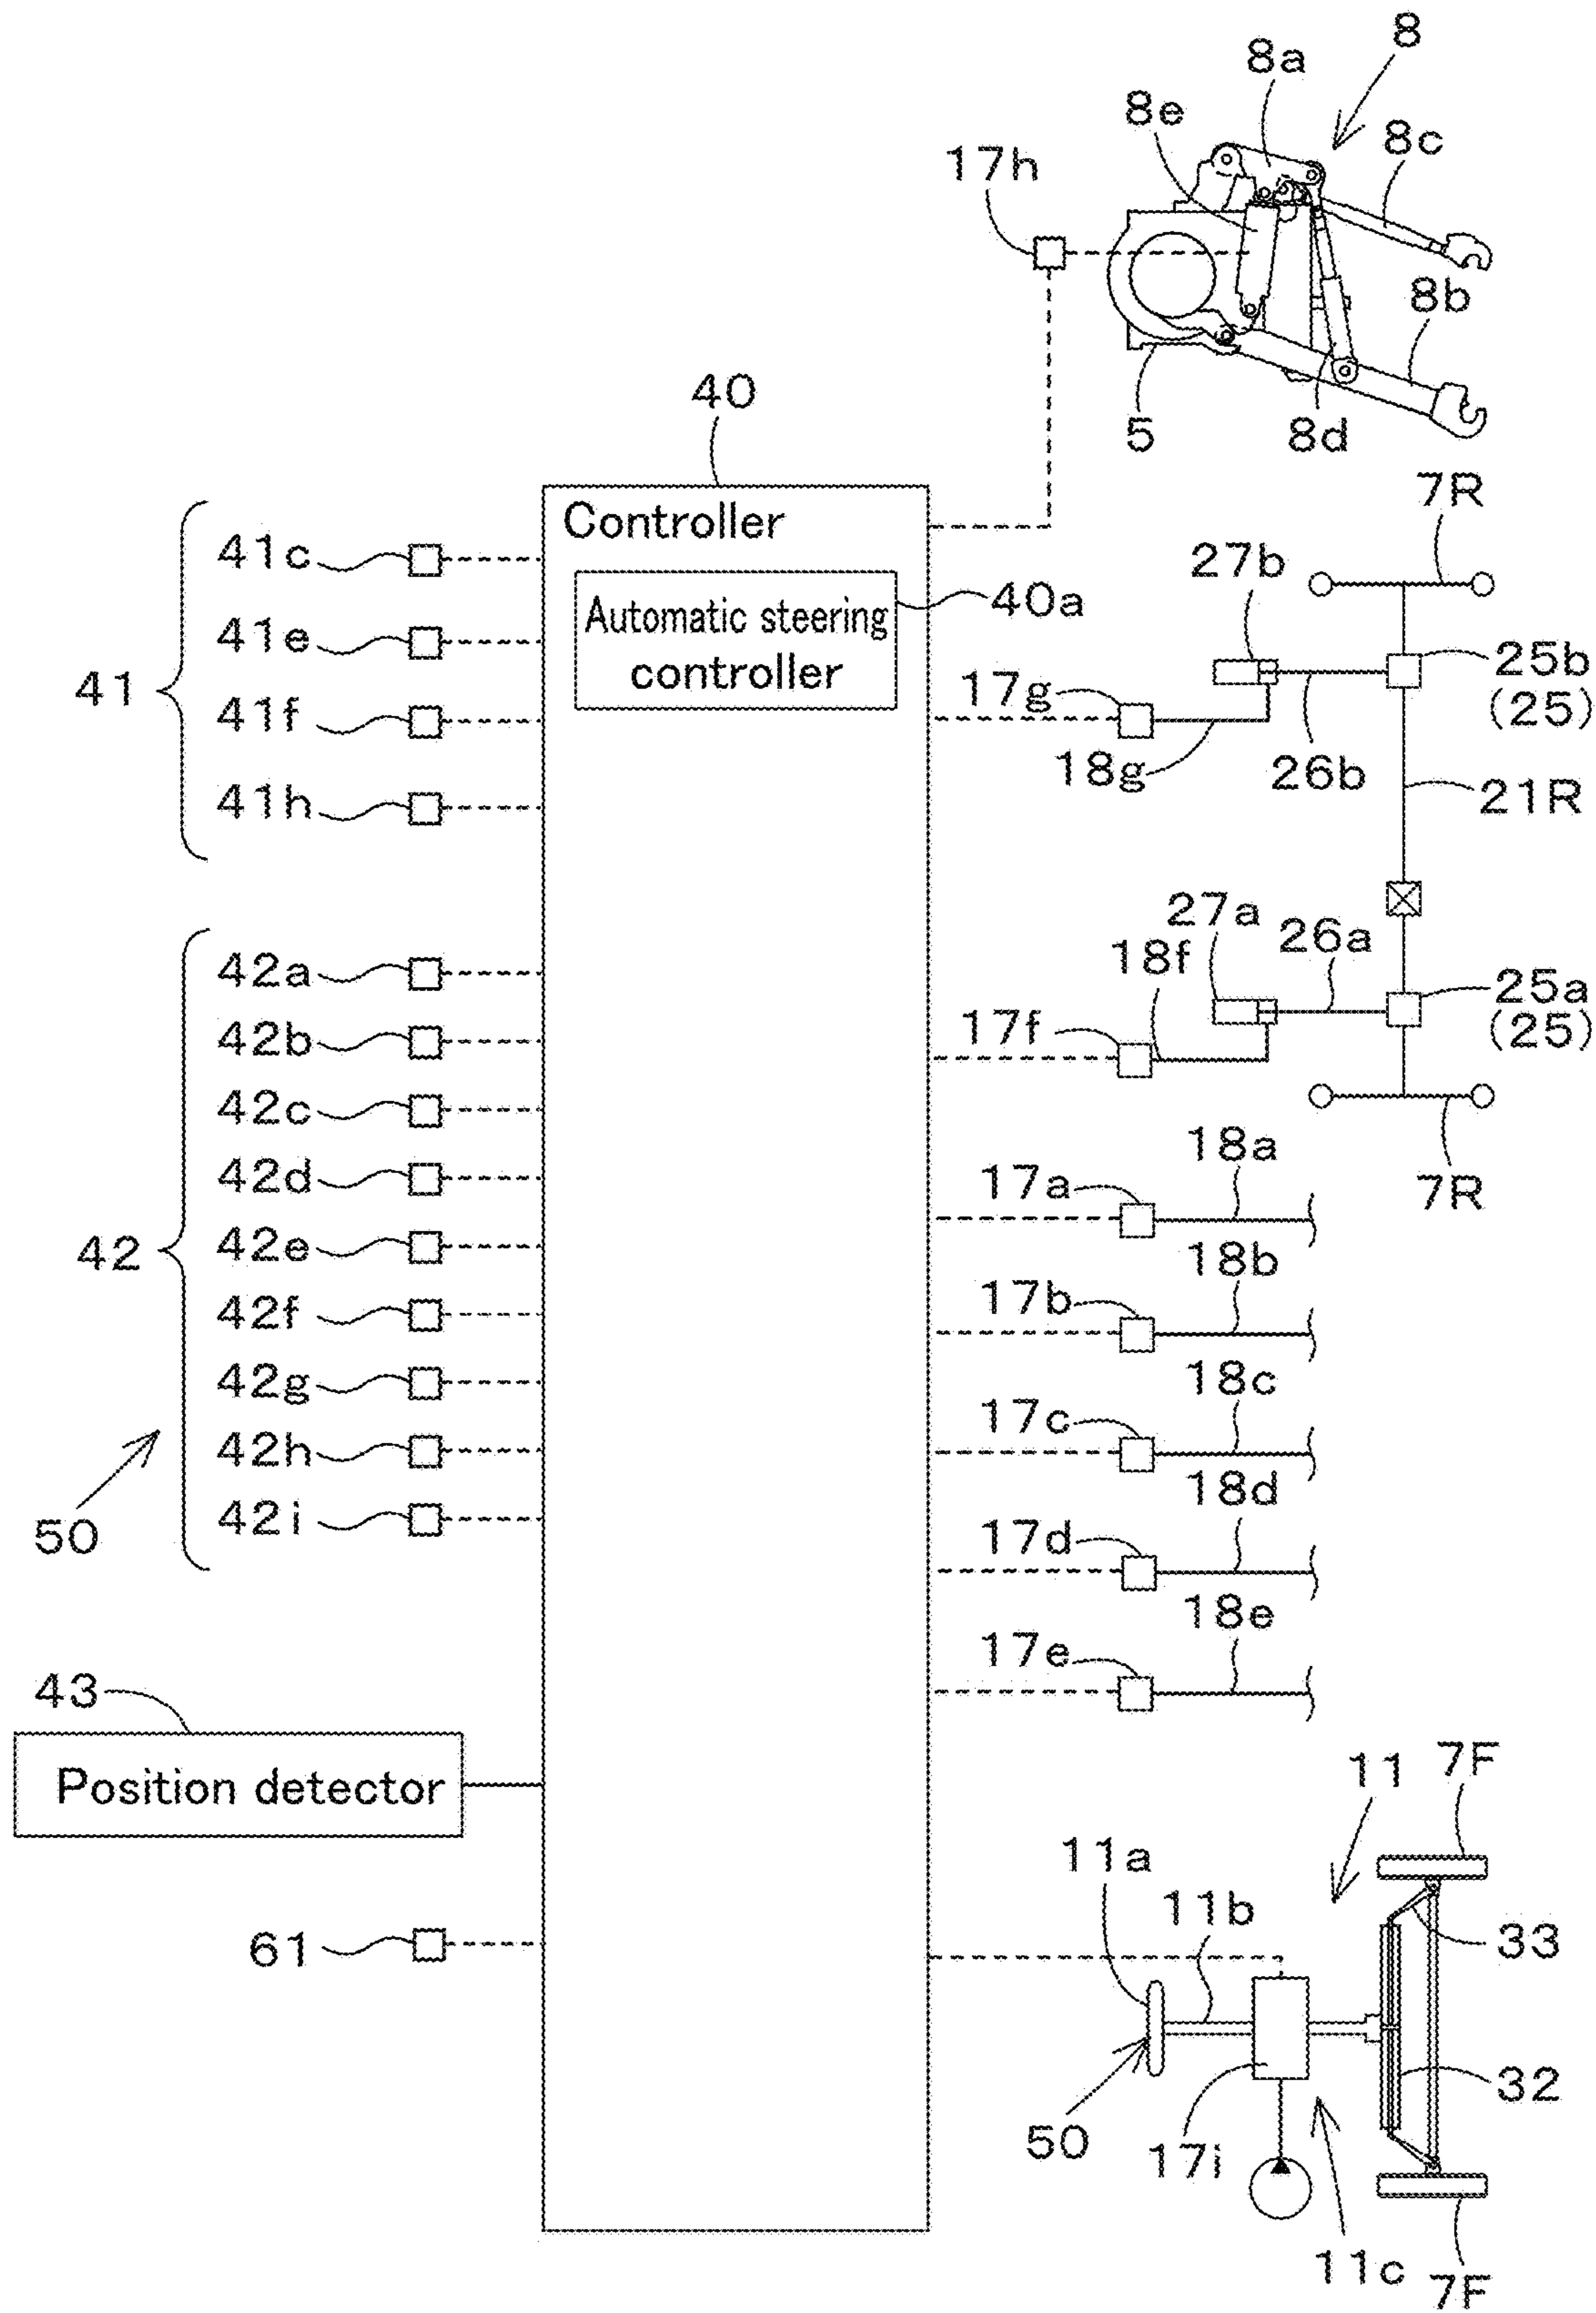 8
8a
8e
8c
17h
8b
5
8d
40
Controller
Automatic steering
controller
40a
41
41c
41e
41f
41h
7R
27b
25b
(25)
17g
18g
26b
21R
27a
18f
26a
25a
(25)
17f
7R
42
42a
42b
42c
42d
42e
42f
42g
42h
42i
50
18a
17a
18b
17b
18c
17c
18d
17d
18e
17e
43
Position detector
61
11
7F
11a
11b
33
32
50
17i
11c
7F